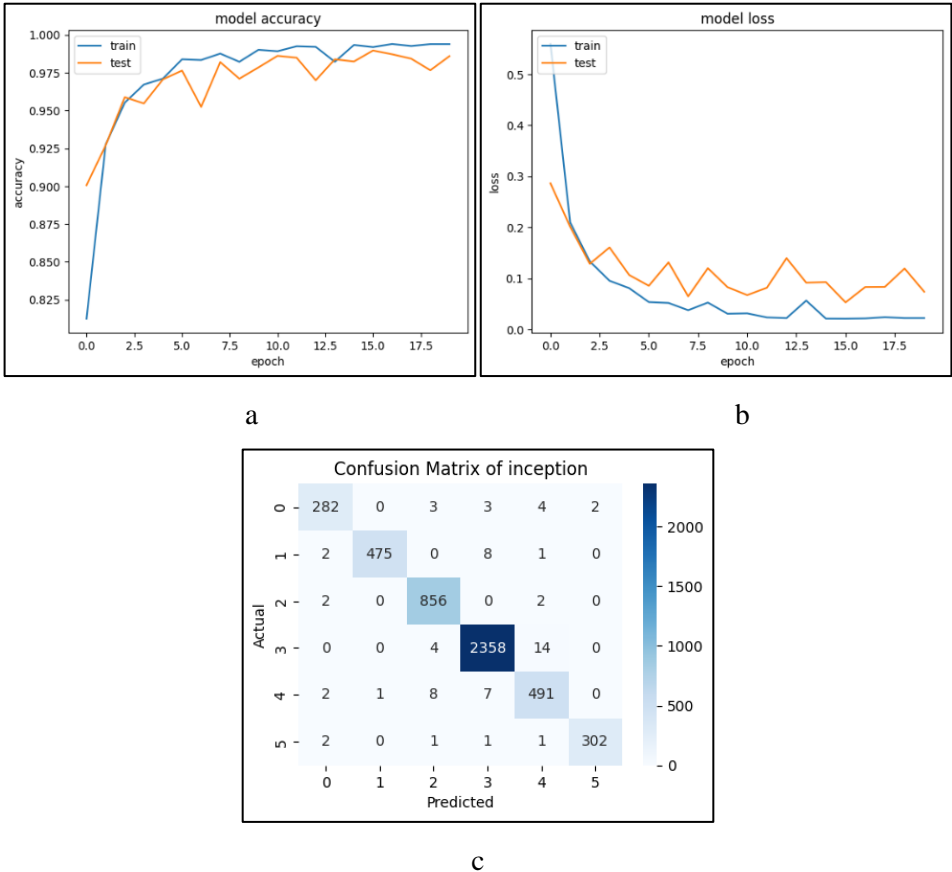 model accuracy
train
test
1.000
0.975
0.950
0.925
0.900
0.875
0.850
0.825
accuracy
0.0 2.5 5.0 7.5 10.0 12.5 15.0 17.5
epoch
model loss
train
test
0.5
0.4
0.3
0.2
0.1
0.0
loss
0.0 2.5 5.0 7.5 10.0 12.5 15.0 17.5
epoch
a
b
Confusion Matrix of inception
0 282 0 3 3 4 2
1 2 475 0 8 1 0
2 2 0 856 0 2 0
3 0 0 4 2358 14 0
4 2 1 8 7 491 0
5 2 0 1 1 1 302
Actual
0 1 2 3 4 5
Predicted
2000
1500
1000
500
0
c